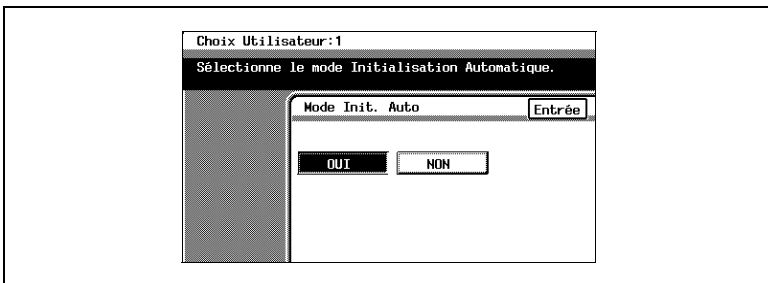 Choix Utilisateur:1
Sélectionne le mode Initialisation Automatique.
Mode Init. Auto Entrée
OUI NON